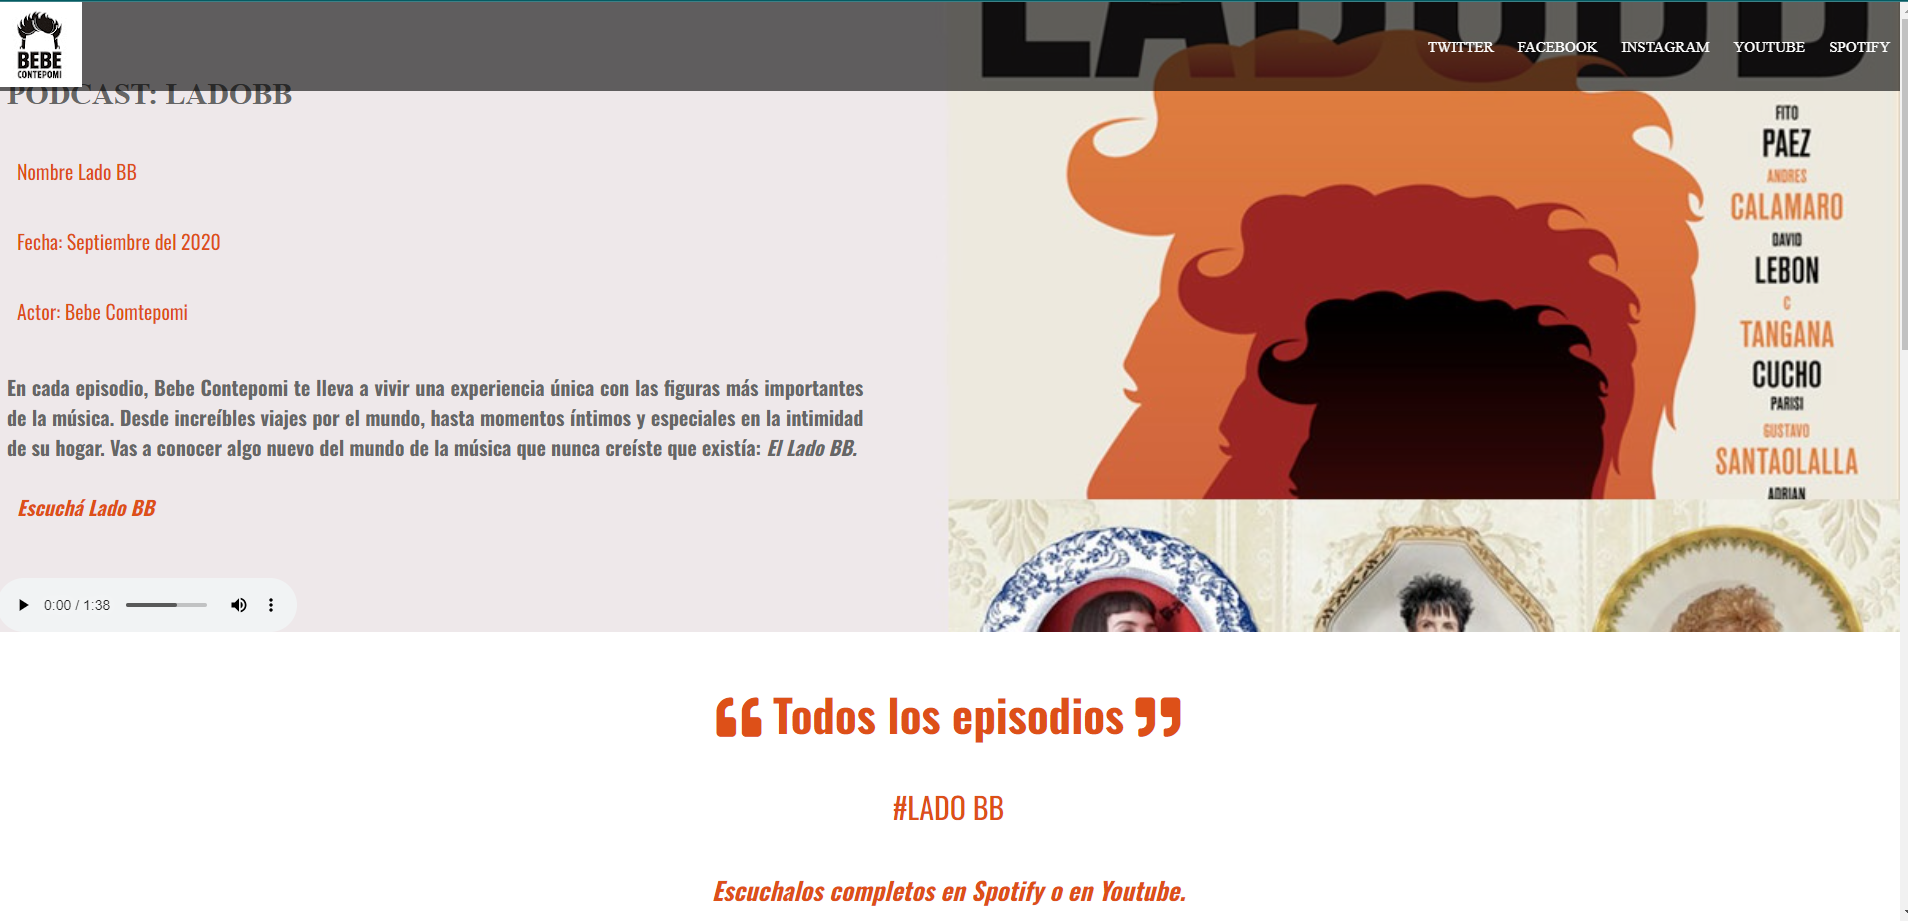 BEBE
CONTEPOMI
TWITTER FACEBOOK INSTAGRAM YOUTUBE SPOTIFY
LADOBB
PODCAST: LADOBB
Nombre Lado BB
Fecha: Septiembre del 2020
Actor: Bebe Comtepomi
En cada episodio, Bebe Contepomi te lleva a vivir una experiencia única con las figuras más importantes
de la música. Desde increíbles viajes por el mundo, hasta momentos íntimos y especiales en la intimidad
de su hogar. Vas a conocer algo nuevo del mundo de la música que nunca creíste que existía: El Lado BB.
Escuchá Lado BB
0:00 / 1:38
FITO
PAEZ
ANDRES
CALAMARO
DAVID
LEBON
C
TANGANA
CUCHO
PARISI
GUSTAVO
SANTAOLALLA
ADRIAN
Todos los episodios
#LADO BB
Escuchalos completos en Spotify o en Youtube.